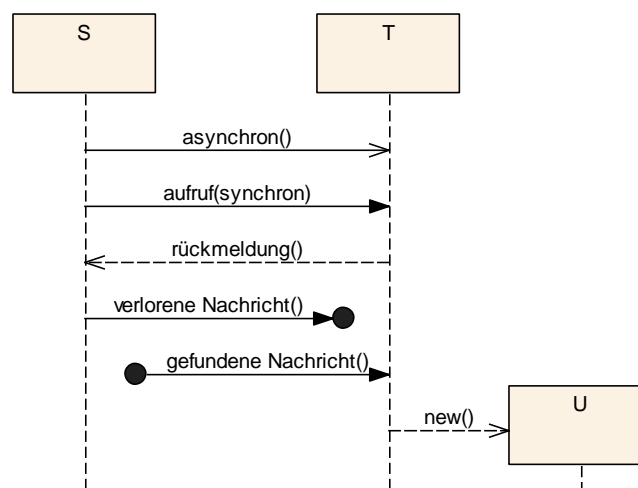 S
T
asynchron()
aufruf(synchron)
rückmeldung()
verlorene Nachricht()
gefundene Nachricht()
U
new()